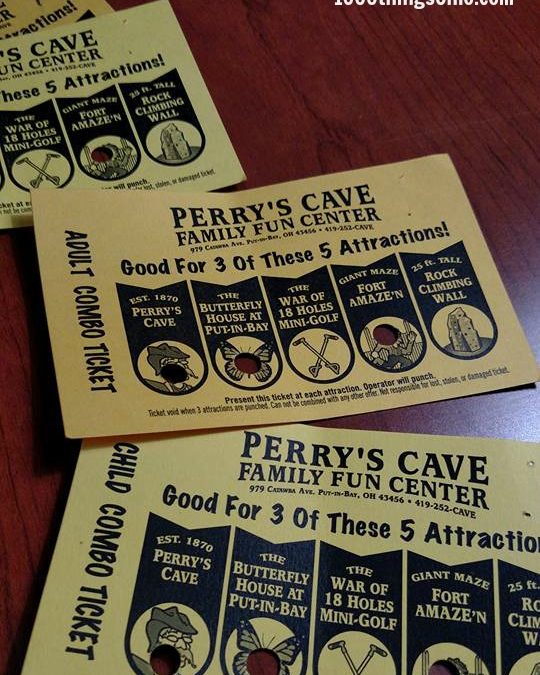 1000thingsohio.com
Attractions!
'S CAVE
FUN CENTER
OH 43456 • 419-252-CAVE
These 5 Attractions!
THE
WAR OF
18 HOLES
MINI-GOLF
GIANT MAZE
FORT
AMAZE'N
25 ft. TALL
ROCK
CLIMBING
WALL
will punch.
lost, stolen, or damaged ticket.
ADULT COMBO TICKET
PERRY'S CAVE
FAMILY FUN CENTER
979 CATAWBA AVE. PUT-IN-BAY, OH 43456 • 419-252-CAVE
Good For 3 Of These 5 Attractions!
EST. 1870
PERRY'S
CAVE
THE
BUTTERFLY
HOUSE AT
PUT-IN-BAY
THE
WAR OF
18 HOLES
MINI-GOLF
GIANT MAZE
FORT
AMAZE'N
25 ft. TALL
ROCK
CLIMBING
WALL
Present this ticket at each attraction. Operator will punch.
Ticket void when 3 attractions are punched. Can not be combined with any other offer. Not responsible for lost, stolen, or damaged ticket.
CHILD COMBO TICKET
PERRY'S CAVE
FAMILY FUN CENTER
979 CATAWBA AVE. PUT-IN-BAY, OH 43456 • 419-252-CAVE
Good For 3 Of These 5 Attraction
EST. 1870
PERRY'S
CAVE
THE
BUTTERFLY
HOUSE AT
PUT-IN-BAY
THE
WAR OF
18 HOLES
MINI-GOLF
GIANT MAZE
FORT
AMAZE'N
25 ft.
RO
CLIM
WA